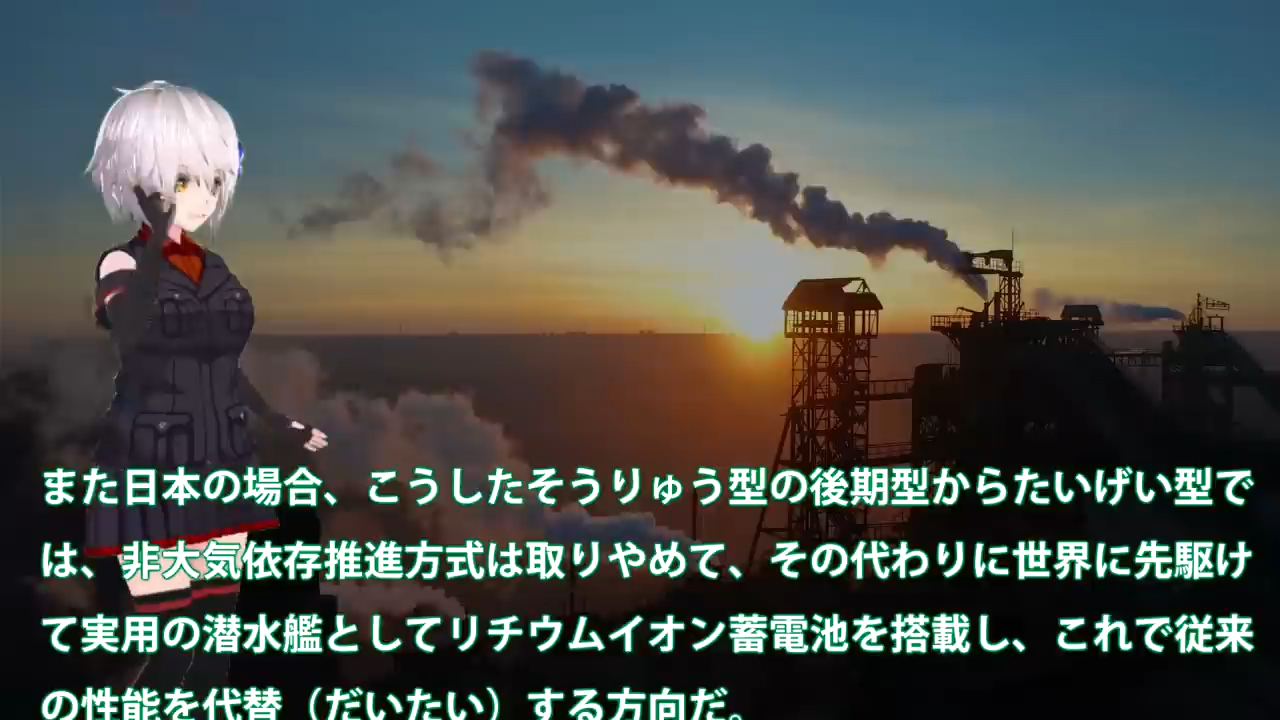 また日本の場合、こうしたそうりゅう型の後期型からたいげい型で
は、非大気依存推進方式は取りやめて、その代わりに世界に先駆け
て実用の潜水艦としてリチウムイオン蓄電池を搭載し、これで従来
の性能を代替（だいたい）する方向だ。